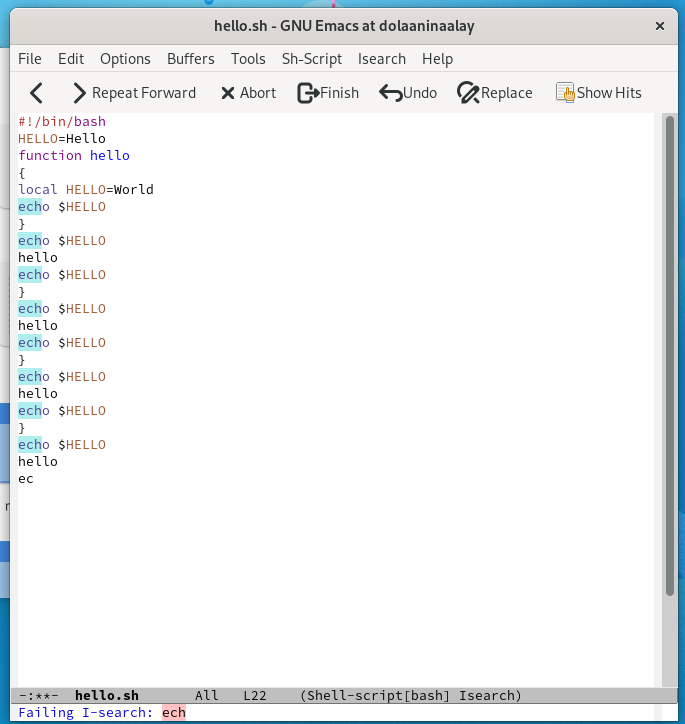 hello.sh - GNU Emacs at dolaaninaalay ×
File Edit Options Buffers Tools Sh-Script Isearch Help
Repeat Forward Abort Finish Undo Replace Show Hits
#!/bin/bash
HELLO=Hello
function hello
{
local HELLO=World
echo $HELLO
}
echo $HELLO
hello
echo $HELLO
}
echo $HELLO
hello
echo $HELLO
}
echo $HELLO
hello
echo $HELLO
}
echo $HELLO
hello
ec
-:**- hello.sh All L22 (Shell-script[bash] Isearch)
Failing I-search: ech